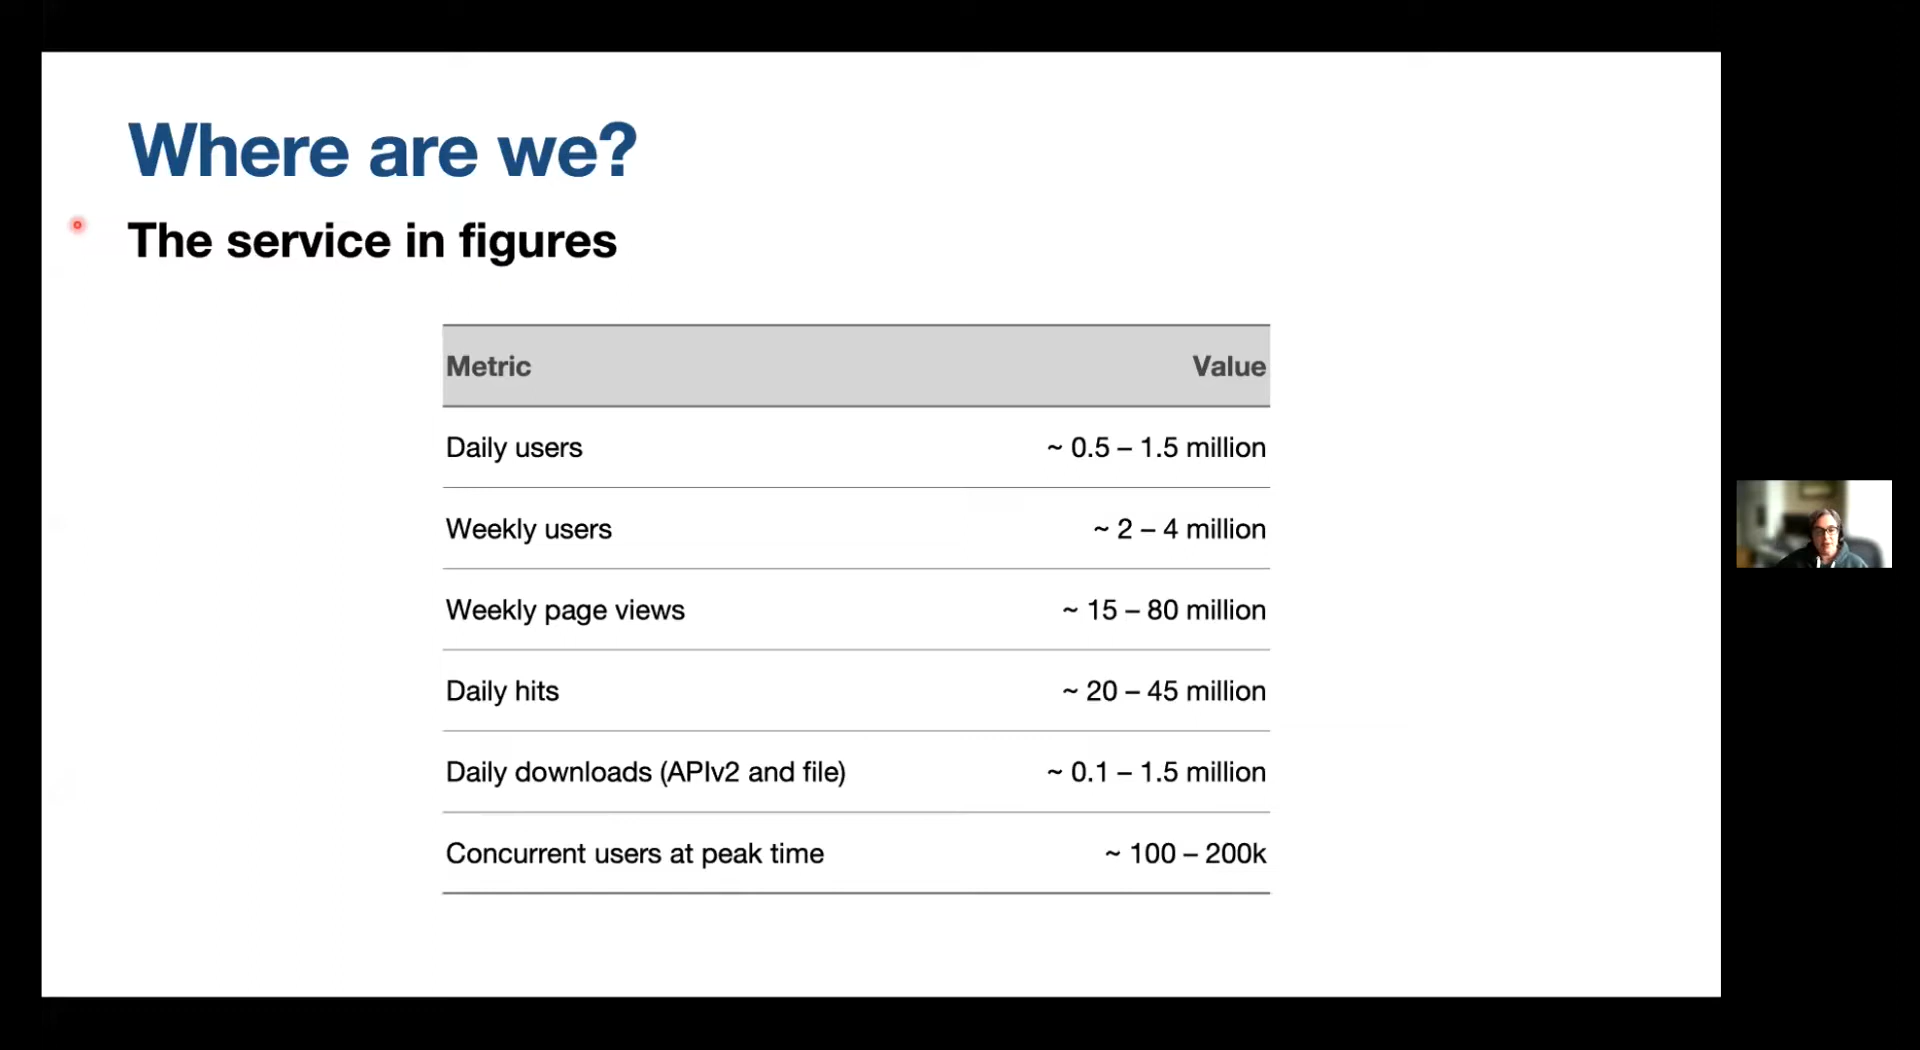 Where are we?
The service in figures
Metric Value
Daily users ~ 0.5 – 1.5 million
Weekly users ~ 2 – 4 million
Weekly page views ~ 15 – 80 million
Daily hits ~ 20 – 45 million
Daily downloads (APIv2 and file) ~ 0.1 – 1.5 million
Concurrent users at peak time ~ 100 – 200k